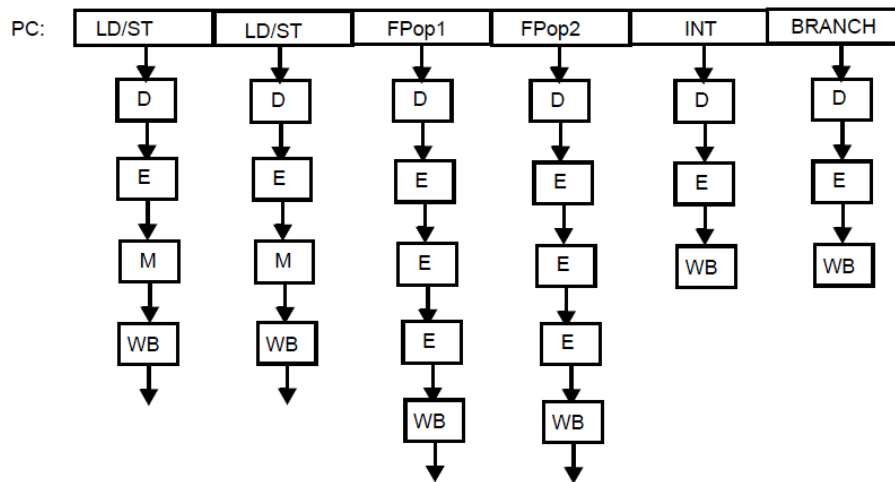 PC: LD/ST LD/ST FPop1 FPop2 INT BRANCH
D D D D D D
E E E E E E
M M E E WB WB
WB WB E E
WB WB